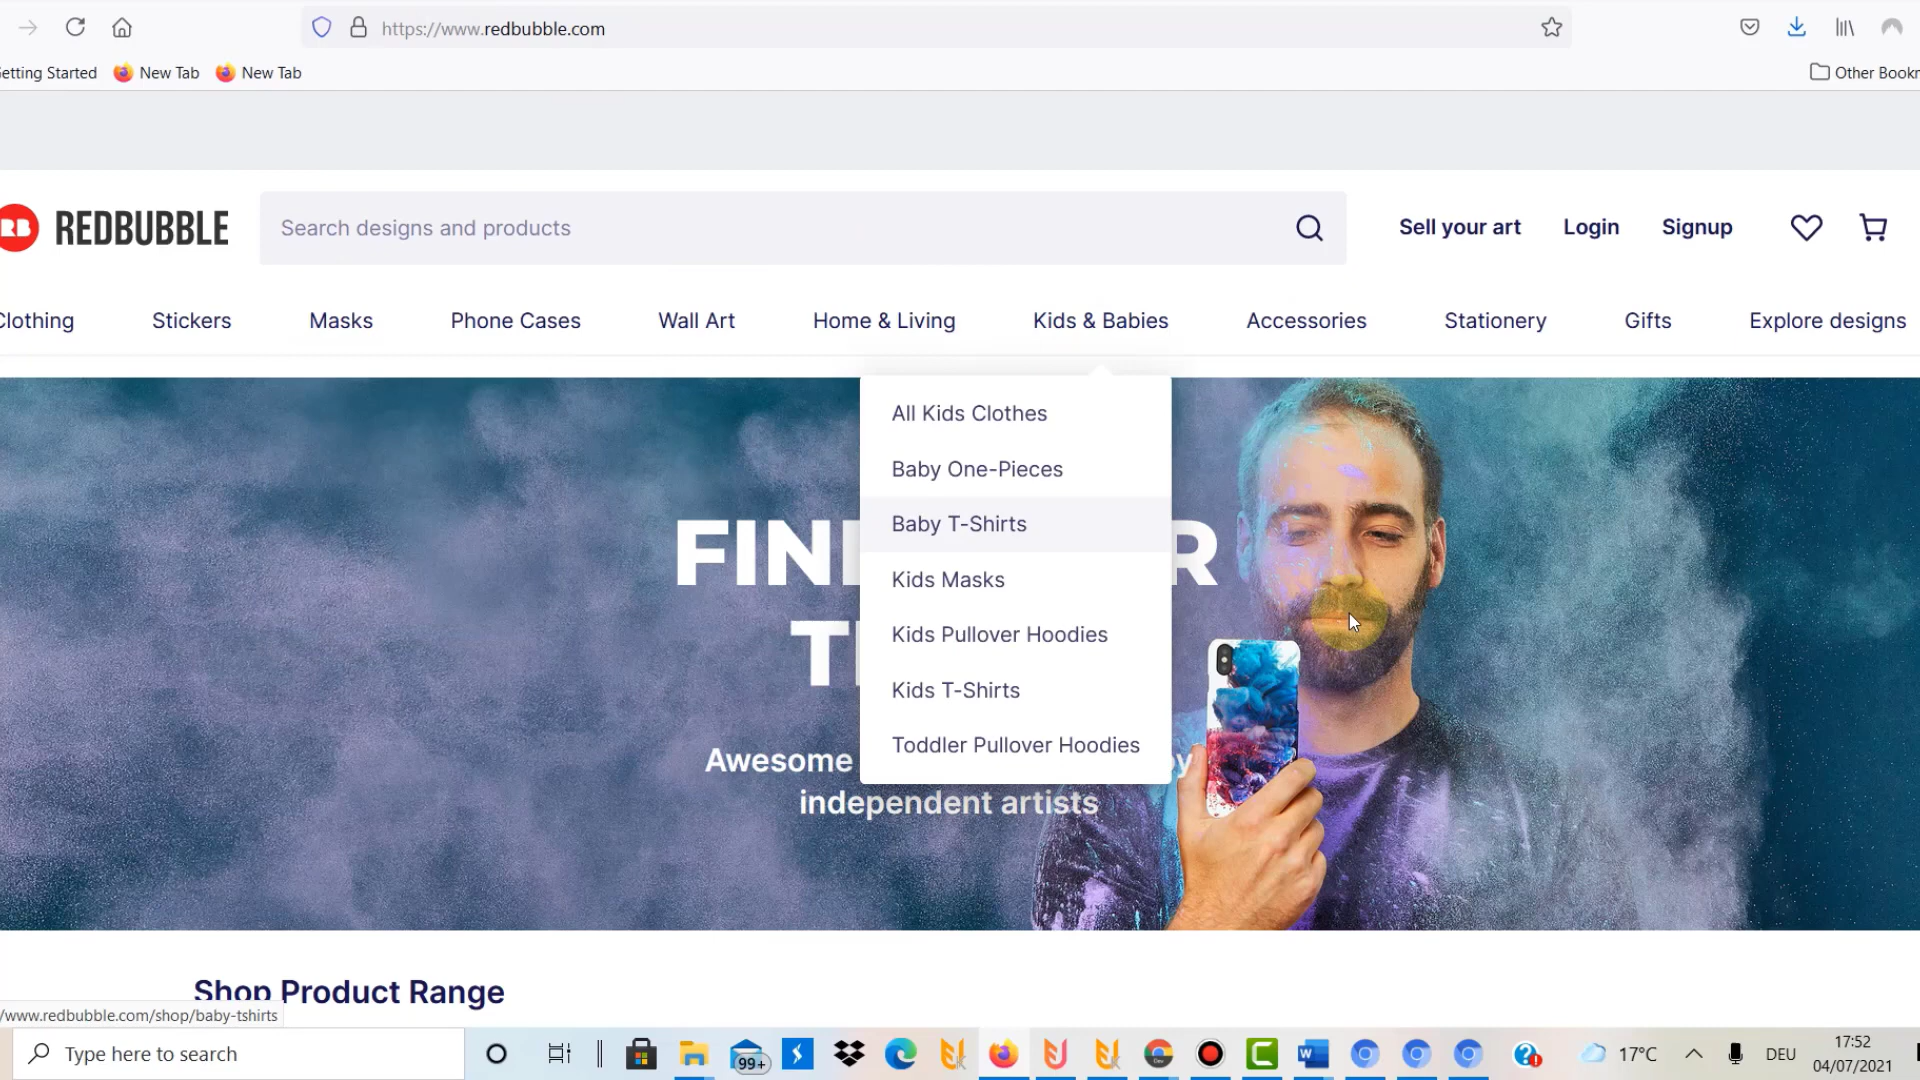 https://www.redbubble.com
etting Started New Tab New Tab Other Bookm
RB REDBUBBLE Search designs and products Sell your art Login Signup
Clothing Stickers Masks Phone Cases Wall Art Home & Living Kids & Babies Accessories Stationery Gifts Explore designs
All Kids Clothes
Baby One-Pieces
Baby T-Shirts
Kids Masks
Kids Pullover Hoodies
Kids T-Shirts
Toddler Pullover Hoodies
FIN R
T
Awesome y
independent artists
Shop Product Range
/www.redbubble.com/shop/baby-tshirts
Type here to search 99+ 17°C DEU 17:52
04/07/2021